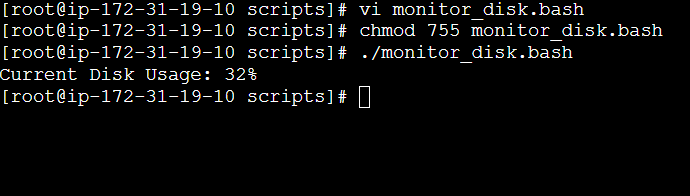 [root@ip-172-31-19-10 scripts]# vi monitor_disk.bash
[root@ip-172-31-19-10 scripts]# chmod 755 monitor_disk.bash
[root@ip-172-31-19-10 scripts]# ./monitor_disk.bash
Current Disk Usage: 32%
[root@ip-172-31-19-10 scripts]#